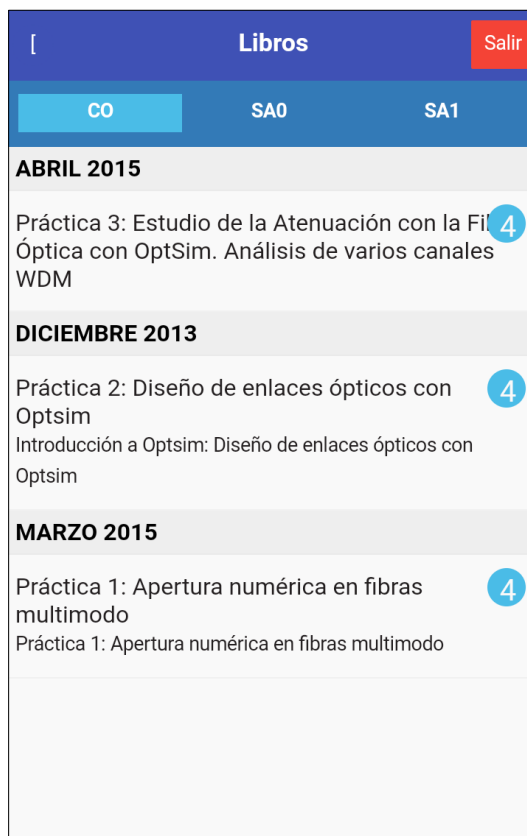 [ Libros Salir
CO SA0 SA1
ABRIL 2015
Práctica 3: Estudio de la Atenuación con la 4
Óptica con OptSim. Análisis de varios canales
WDM
DICIEMBRE 2013
Práctica 2: Diseño de enlaces ópticos con 4
Optsim
Introducción a Optsim: Diseño de enlaces ópticos con
Optsim
MARZO 2015
Práctica 1: Apertura numérica en fibras 4
multimodo
Práctica 1: Apertura numérica en fibras multimodo